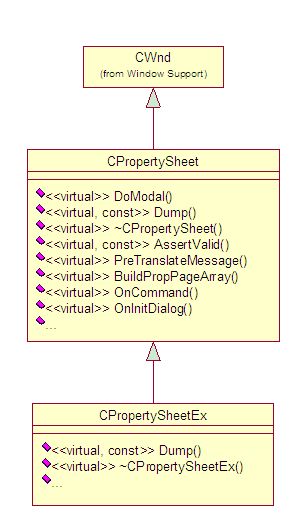 CWnd
(from Window Support)
CPropertySheet
<<virtual>> DoModal()
<<virtual, const>> Dump()
<<virtual>> ~CPropertySheet()
<<virtual, const>> AssertValid()
<<virtual>> PreTranslateMessage()
<<virtual>> BuildPropPageArray()
<<virtual>> OnCommand()
<<virtual>> OnInitDialog()
...
CPropertySheetEx
<<virtual, const>> Dump()
<<virtual>> ~CPropertySheetEx()
...